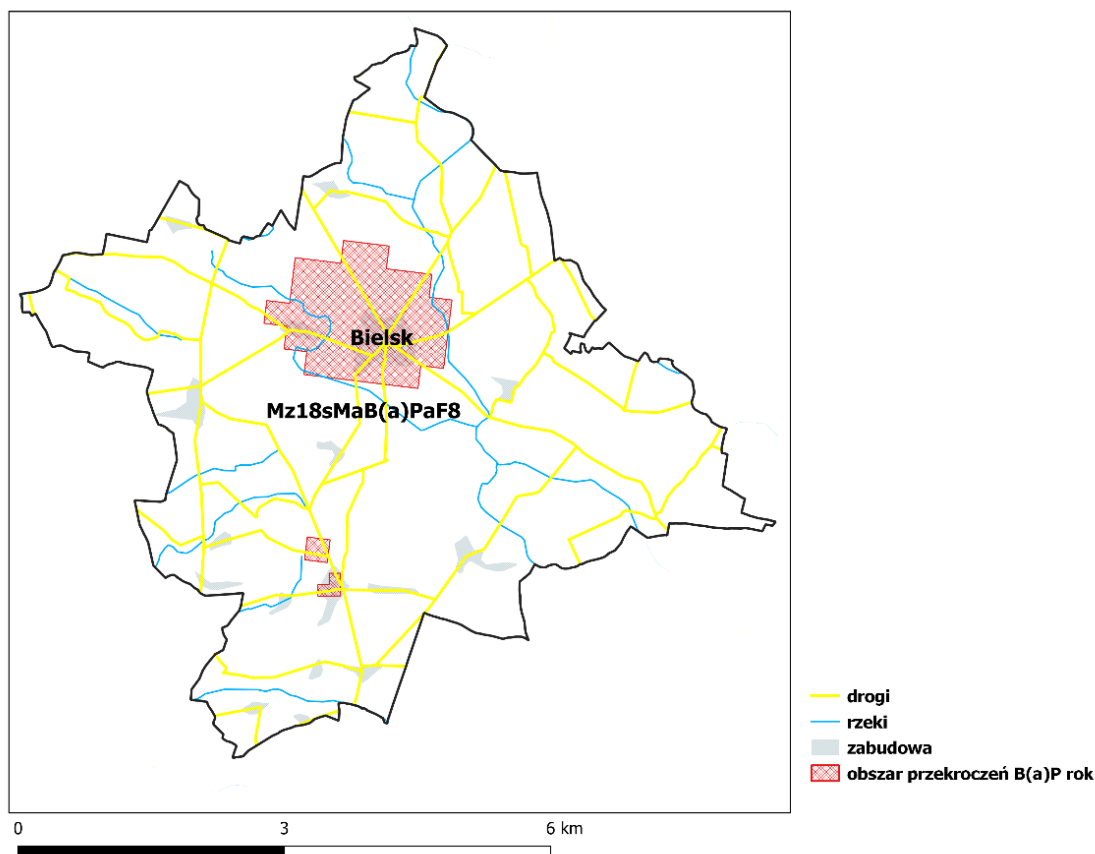 Bielsk
Mz18sMaB(a)PaF8
drogi
rzeki
zabudowa
obszar przekroczeń B(a)P rok
0 3 6 km